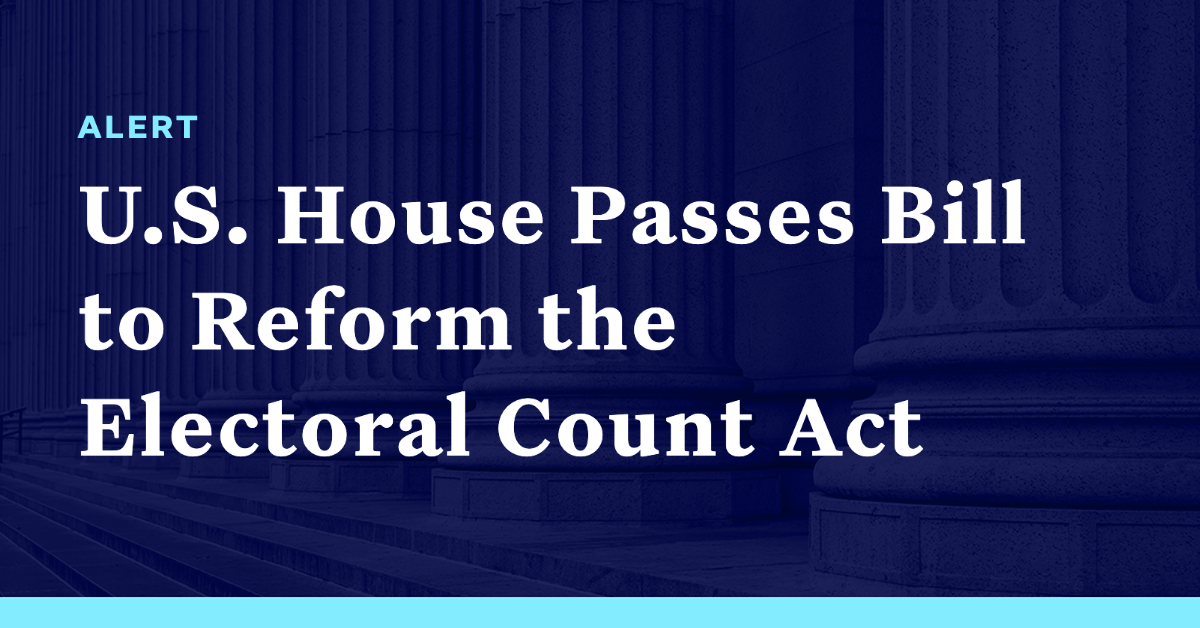 ALERT
U.S. House Passes Bill
to Reform the
Electoral Count Act